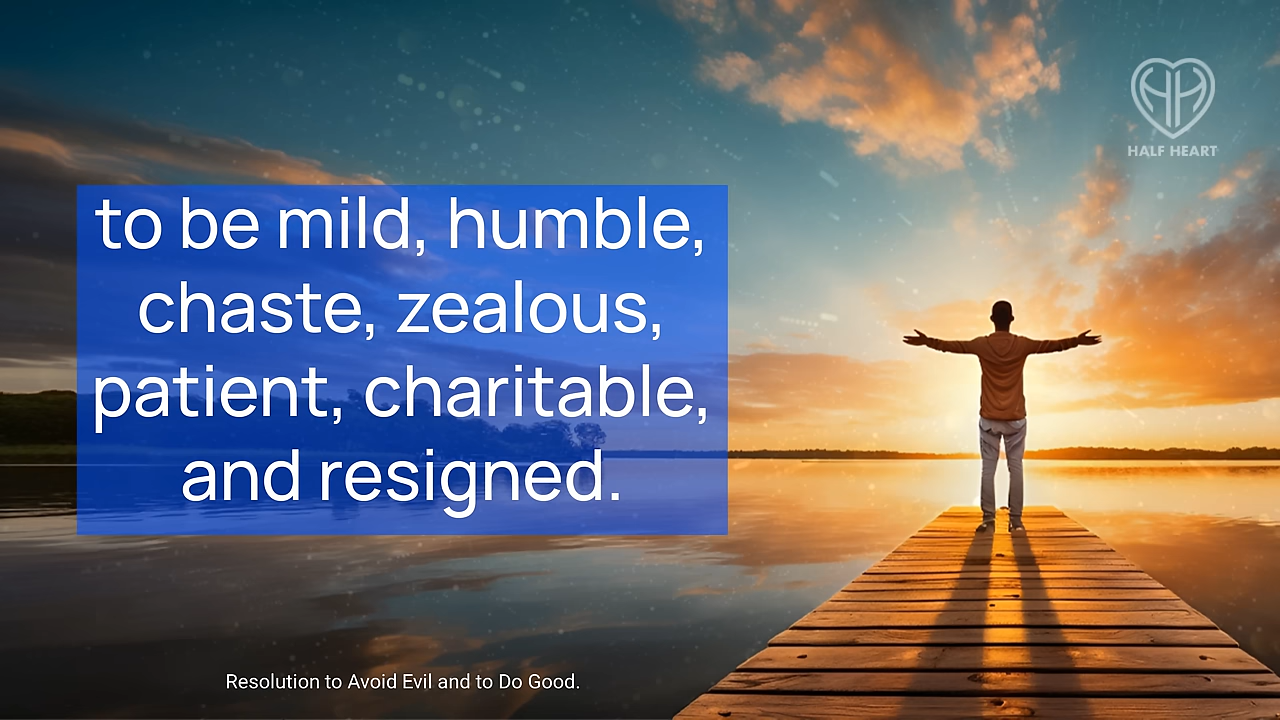 HALF HEART
to be mild, humble,
chaste, zealous,
patient, charitable,
and resigned.
Resolution to Avoid Evil and to Do Good.